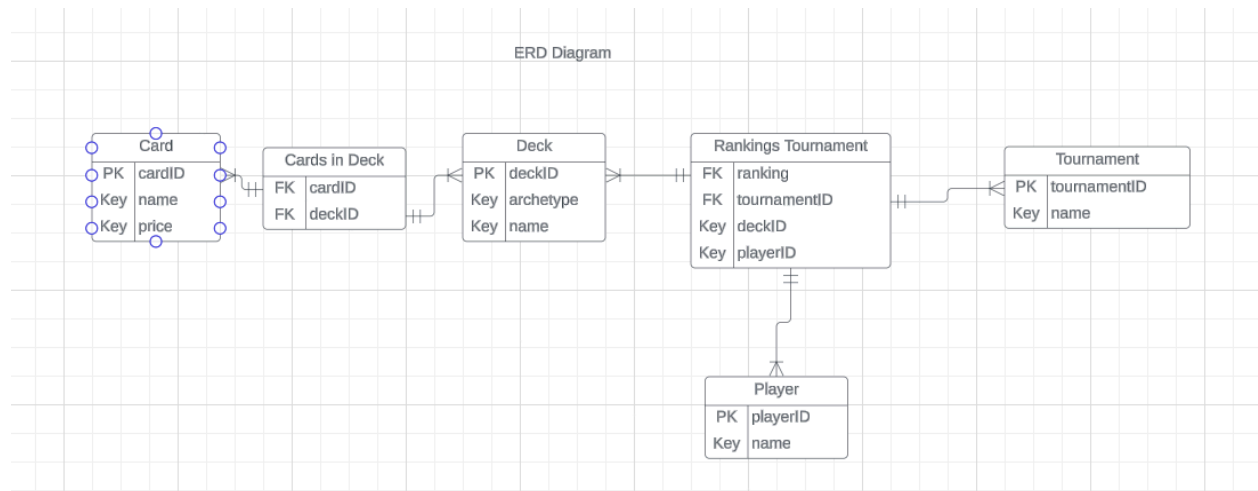 ERD Diagram
Card
PK cardID
Key name
Key price
Cards in Deck
FK cardID
FK deckID
Deck
PK deckID
Key archetype
Key name
Rankings Tournament
FK ranking
FK tournamentID
Key deckID
Key playerID
Tournament
PK tournamentID
Key name
Player
PK playerID
Key name